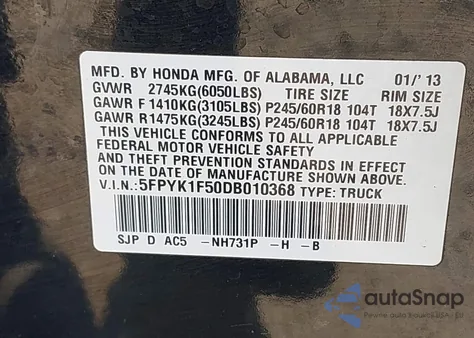 MFD. BY HONDA MFG. OF ALABAMA, LLC 01/'13
GVWR 2745KG(6050LBS) TIRE SIZE RIM SIZE
GAWR F 1410KG(3105LBS) P245/60R18 104T 18X7.5J
GAWR R1475KG(3245LBS) P245/60R18 104T 18X7.5J
THIS VEHICLE CONFORMS TO ALL APPLICABLE
FEDERAL MOTOR VEHICLE SAFETY
AND THEFT PREVENTION STANDARDS IN EFFECT
ON THE DATE OF MANUFACTURE SHOWN ABOVE.
V.I.N.:5FPYK1F50DB010368 TYPE: TRUCK
SJP D AC5 -NH731P -H -B
autoSnap